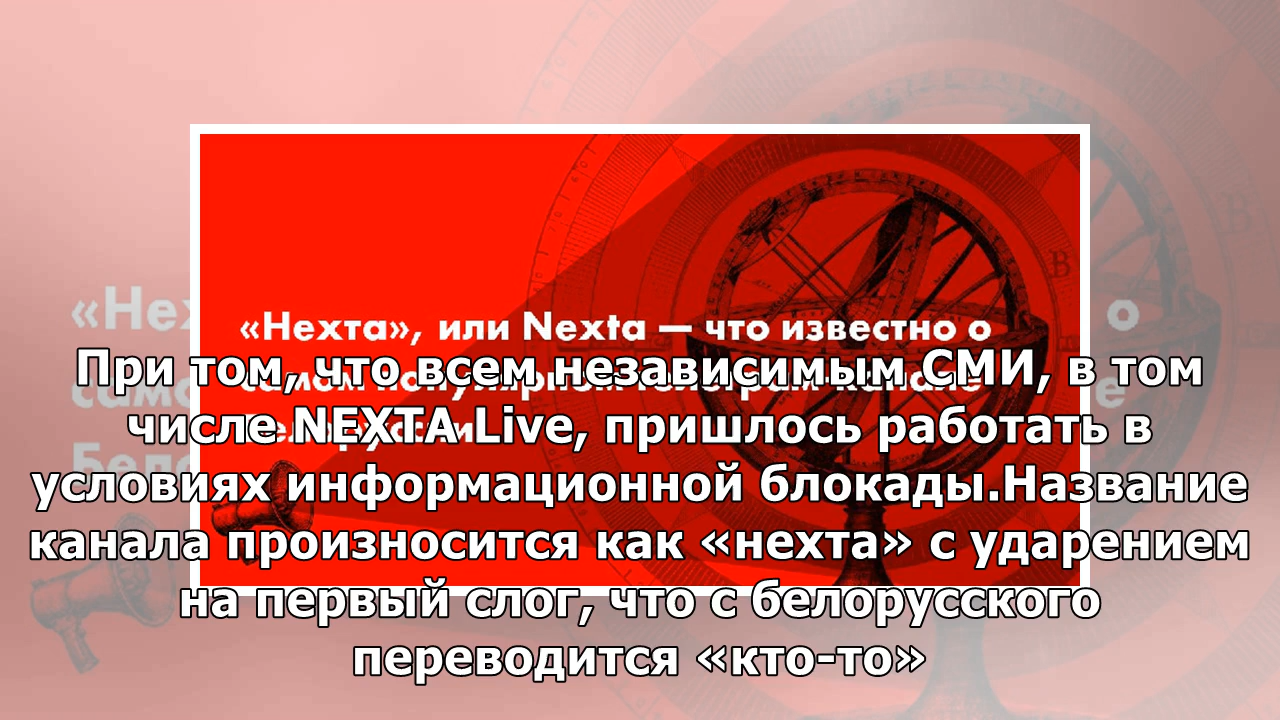 «Нехта», или Nexta — что известно о
При том, что всем независимым СМИ, в том
числе NEXTA Live, пришлось работать в
условиях информационной блокады.Название
канала произносится как «нехта» с ударением
на первый слог, что с белорусского
переводится «кто-то»